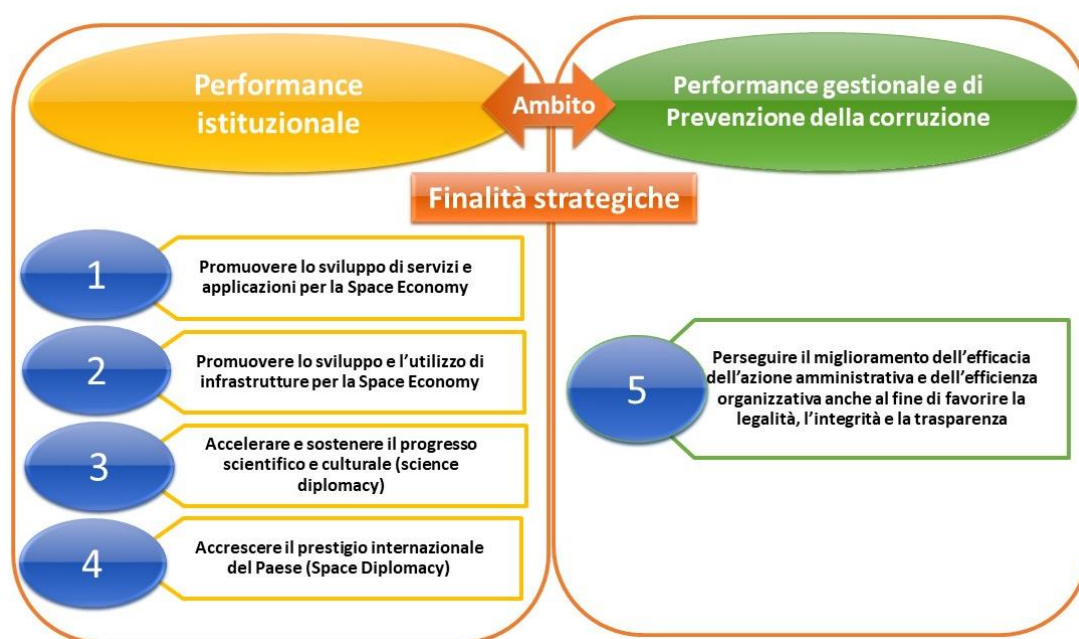 Performance
istituzionale
Ambito
Performance gestionale e di
Prevenzione della corruzione
Finalità strategiche
1
Promuovere lo sviluppo di servizi e
applicazioni per la Space Economy
2
Promuovere lo sviluppo e l’utilizzo di
infrastrutture per la Space Economy
3
Accelerare e sostenere il progresso
scientifico e culturale (science
diplomacy)
4
Accrescere il prestigio internazionale
del Paese (Space Diplomacy)
5
Perseguire il miglioramento dell’efficacia
dell’azione amministrativa e dell’efficienza
organizzativa anche al fine di favorire la
legalità, l’integrità e la trasparenza